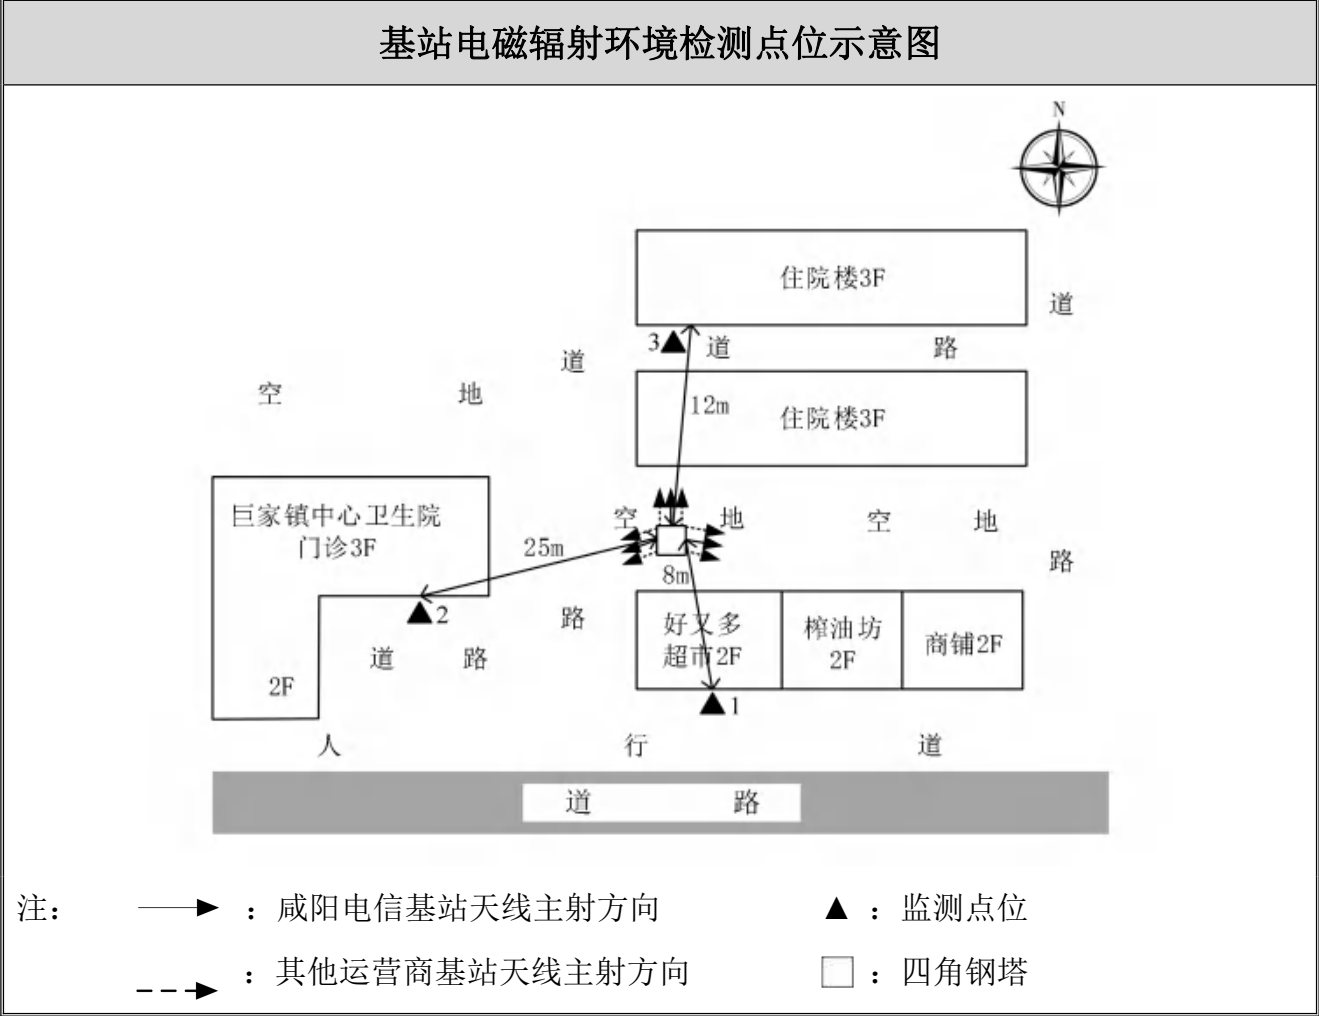 基站电磁辐射环境检测点位示意图
N
住院楼3F
道
3 道 路
道
空 地
12m
住院楼3F
巨家镇中心卫生院
门诊3F
空 地 空 地
25m
路
8m
2
路
好又多
超市2F
榨油坊
2F
商铺2F
道 路
2F
1
人 行 道
道 路
注：
：咸阳电信基站天线主射方向
：监测点位
：其他运营商基站天线主射方向
：四角钢塔